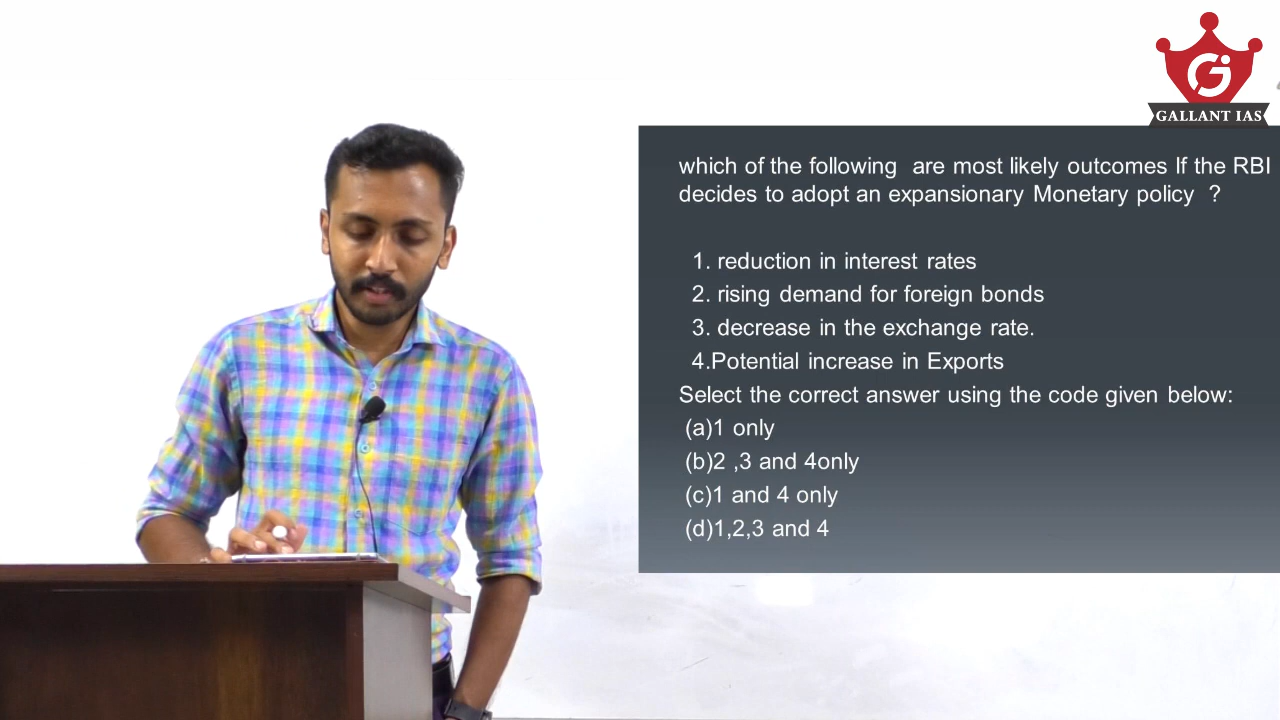 GALLANT IAS
which of the following are most likely outcomes If the RBI
decides to adopt an expansionary Monetary policy ?
1. reduction in interest rates
2. rising demand for foreign bonds
3. decrease in the exchange rate.
4.Potential increase in Exports
Select the correct answer using the code given below:
(a)1 only
(b)2 ,3 and 4only
(c)1 and 4 only
(d)1,2,3 and 4